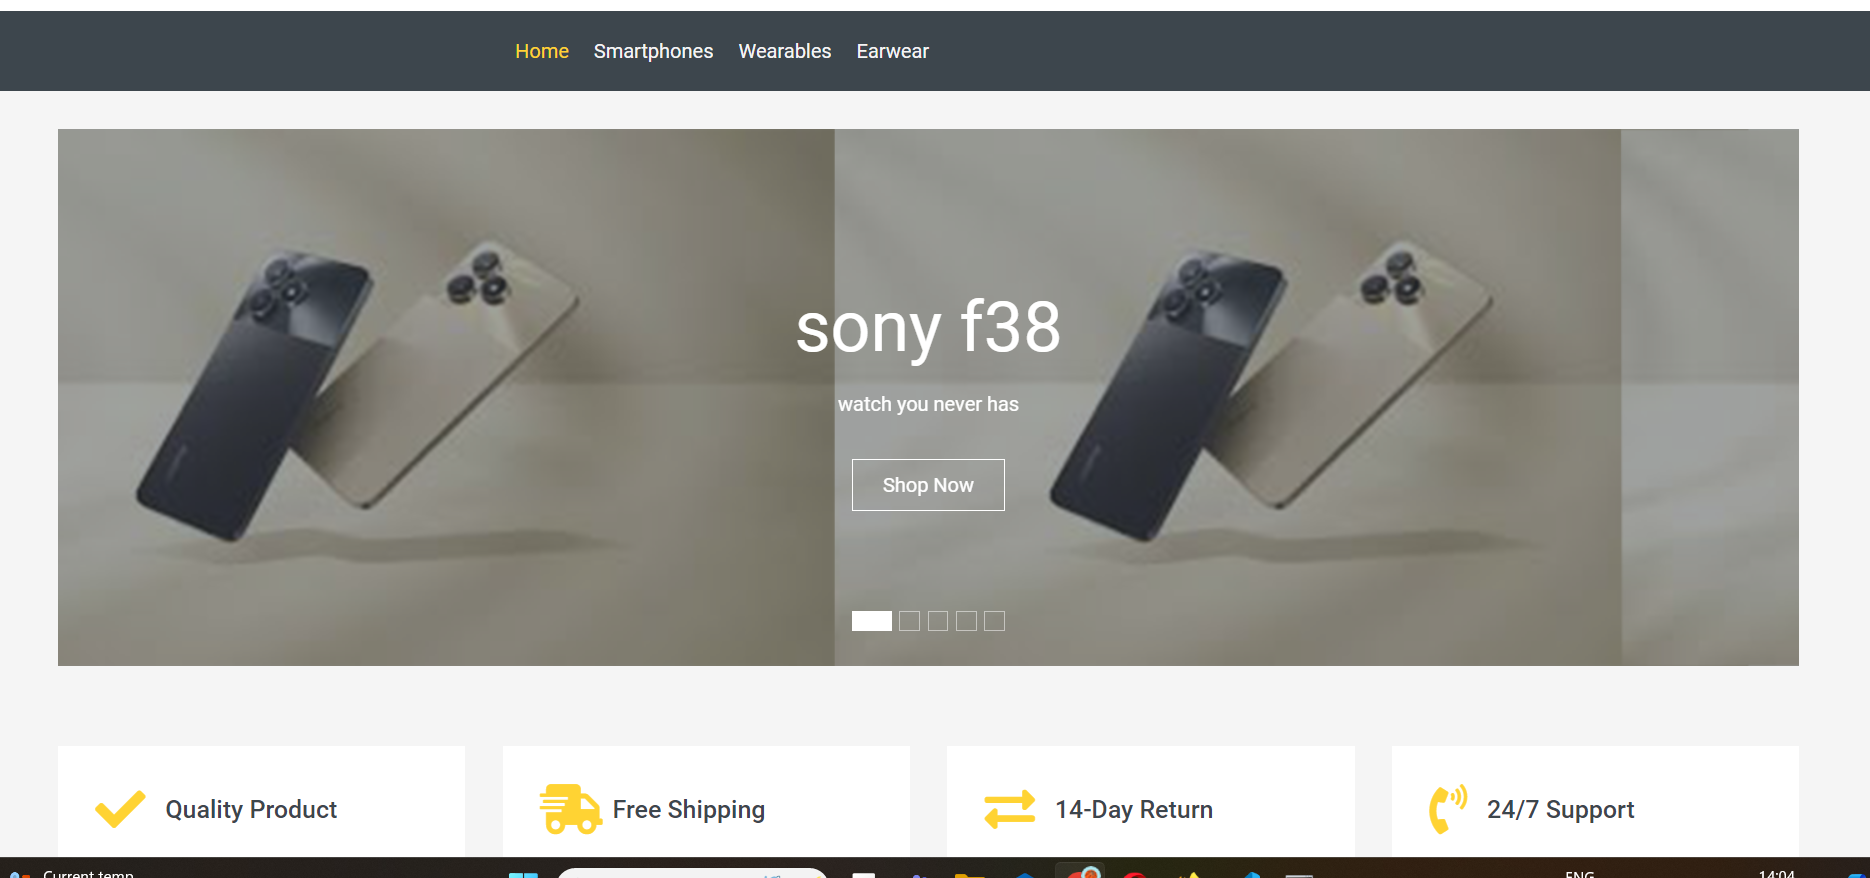 Home Smartphones Wearables Earwear
sony f38
watch you never has
Shop Now
Quality Product
Free Shipping
14-Day Return
24/7 Support
Current temp
ENG
14:04